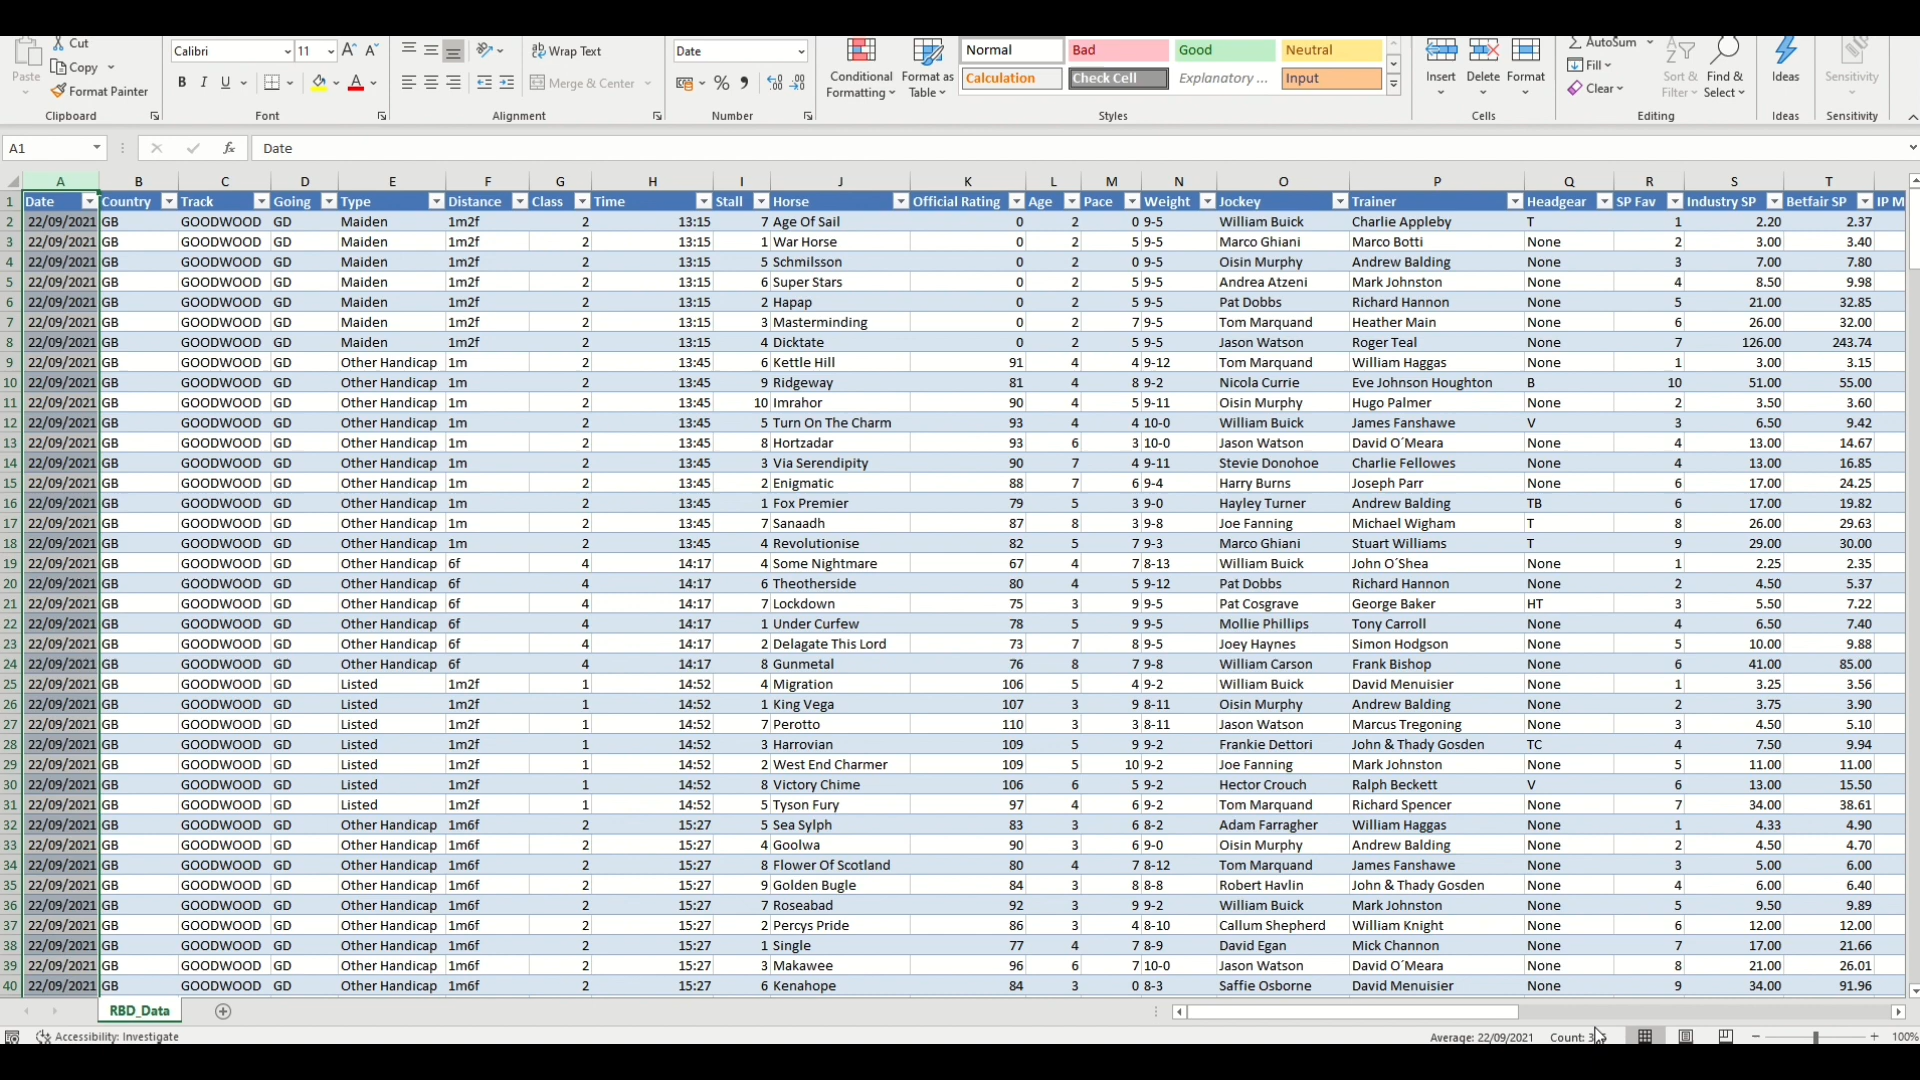 Cut
Copy
Paste
Format Painter
Clipboard
Calibri 11 A A
B I U A
Font
Wrap Text
Merge & Center
Alignment
Date
% ,
Number
Conditional Formatting
Format as Table
Normal Bad Good Neutral
Calculation Check Cell Explanatory ... Input
Styles
Insert Delete Format
Cells
AutoSum
Fill
Clear
Sort & Filter
Find & Select
Editing
Ideas
Ideas
Sensitivity
Sensitivity
A1 fx Date
A B C D E F G H I J K L M N O P Q R S T
1 Date Country Track Going Type Distance Class Time Stall Horse Official Rating Age Pace Weight Jockey Trainer Headgear SP Fav Industry SP Betfair SP IP M
2 22/09/2021 GB GOODWOOD GD Maiden 1m2f 2 13:15 7 Age Of Sail 0 2 0 9-5 William Buick Charlie Appleby T 1 2.20 2.37
3 22/09/2021 GB GOODWOOD GD Maiden 1m2f 2 13:15 1 War Horse 0 2 5 9-5 Marco Ghiani Marco Botti None 2 3.00 3.40
4 22/09/2021 GB GOODWOOD GD Maiden 1m2f 2 13:15 5 Schmilsson 0 2 0 9-5 Oisin Murphy Andrew Balding None 3 7.00 7.80
5 22/09/2021 GB GOODWOOD GD Maiden 1m2f 2 13:15 6 Super Stars 0 2 5 9-5 Andrea Atzeni Mark Johnston None 4 8.50 9.98
6 22/09/2021 GB GOODWOOD GD Maiden 1m2f 2 13:15 2 Hapap 0 2 5 9-5 Pat Dobbs Richard Hannon None 5 21.00 32.85
7 22/09/2021 GB GOODWOOD GD Maiden 1m2f 2 13:15 3 Masterminding 0 2 7 9-5 Tom Marquand Heather Main None 6 26.00 32.00
8 22/09/2021 GB GOODWOOD GD Maiden 1m2f 2 13:15 4 Dicktate 0 2 5 9-5 Jason Watson Roger Teal None 7 126.00 243.74
9 22/09/2021 GB GOODWOOD GD Other Handicap 1m 2 13:45 6 Kettle Hill 91 4 4 9-12 Tom Marquand William Haggas None 1 3.00 3.15
10 22/09/2021 GB GOODWOOD GD Other Handicap 1m 2 13:45 9 Ridgeway 81 4 8 9-2 Nicola Currie Eve Johnson Houghton B 10 51.00 55.00
11 22/09/2021 GB GOODWOOD GD Other Handicap 1m 2 13:45 10 Imrahor 90 4 5 9-11 Oisin Murphy Hugo Palmer None 2 3.50 3.60
12 22/09/2021 GB GOODWOOD GD Other Handicap 1m 2 13:45 5 Turn On The Charm 93 4 4 10-0 William Buick James Fanshawe V 3 6.50 9.42
13 22/09/2021 GB GOODWOOD GD Other Handicap 1m 2 13:45 8 Hortzadar 93 6 3 10-0 Jason Watson David O´Meara None 4 13.00 14.67
14 22/09/2021 GB GOODWOOD GD Other Handicap 1m 2 13:45 3 Via Serendipity 90 7 4 9-11 Stevie Donohoe Charlie Fellowes None 4 13.00 16.85
15 22/09/2021 GB GOODWOOD GD Other Handicap 1m 2 13:45 2 Enigmatic 88 7 6 9-4 Harry Burns Joseph Parr None 6 17.00 24.25
16 22/09/2021 GB GOODWOOD GD Other Handicap 1m 2 13:45 1 Fox Premier 79 5 3 9-0 Hayley Turner Andrew Balding TB 6 17.00 19.82
17 22/09/2021 GB GOODWOOD GD Other Handicap 1m 2 13:45 7 Sanaadh 87 8 3 9-8 Joe Fanning Michael Wigham T 8 26.00 29.63
18 22/09/2021 GB GOODWOOD GD Other Handicap 1m 2 13:45 4 Revolutionise 82 5 7 9-3 Marco Ghiani Stuart Williams T 9 29.00 30.00
19 22/09/2021 GB GOODWOOD GD Other Handicap 6f 4 14:17 4 Some Nightmare 67 4 7 8-13 William Buick John O´Shea None 1 2.25 2.35
20 22/09/2021 GB GOODWOOD GD Other Handicap 6f 4 14:17 6 Theotherside 80 4 5 9-12 Pat Dobbs Richard Hannon None 2 4.50 5.37
21 22/09/2021 GB GOODWOOD GD Other Handicap 6f 4 14:17 7 Lockdown 75 3 9 9-5 Pat Cosgrave George Baker HT 3 5.50 7.22
22 22/09/2021 GB GOODWOOD GD Other Handicap 6f 4 14:17 1 Under Curfew 78 5 9 9-5 Mollie Phillips Tony Carroll None 4 6.50 7.40
23 22/09/2021 GB GOODWOOD GD Other Handicap 6f 4 14:17 2 Delagate This Lord 73 7 8 9-5 Joey Haynes Simon Hodgson None 5 10.00 9.88
24 22/09/2021 GB GOODWOOD GD Other Handicap 6f 4 14:17 8 Gunmetal 76 8 7 9-8 William Carson Frank Bishop None 6 41.00 85.00
25 22/09/2021 GB GOODWOOD GD Listed 1m2f 1 14:52 4 Migration 106 5 4 9-2 William Buick David Menuisier None 1 3.25 3.56
26 22/09/2021 GB GOODWOOD GD Listed 1m2f 1 14:52 1 King Vega 107 3 9 8-11 Oisin Murphy Andrew Balding None 2 3.75 3.90
27 22/09/2021 GB GOODWOOD GD Listed 1m2f 1 14:52 7 Perotto 110 3 3 8-11 Jason Watson Marcus Tregoning None 3 4.50 5.10
28 22/09/2021 GB GOODWOOD GD Listed 1m2f 1 14:52 3 Harrovian 109 5 9 9-2 Frankie Dettori John & Thady Gosden TC 4 7.50 9.94
29 22/09/2021 GB GOODWOOD GD Listed 1m2f 1 14:52 2 West End Charmer 109 5 10 9-2 Joe Fanning Mark Johnston None 5 11.00 11.00
30 22/09/2021 GB GOODWOOD GD Listed 1m2f 1 14:52 8 Victory Chime 106 6 5 9-2 Hector Crouch Ralph Beckett V 6 13.00 15.50
31 22/09/2021 GB GOODWOOD GD Listed 1m2f 1 14:52 5 Tyson Fury 97 4 6 9-2 Tom Marquand Richard Spencer None 7 34.00 38.61
32 22/09/2021 GB GOODWOOD GD Other Handicap 1m6f 2 15:27 5 Sea Sylph 83 3 6 8-2 Adam Farragher William Haggas None 1 4.33 4.90
33 22/09/2021 GB GOODWOOD GD Other Handicap 1m6f 2 15:27 4 Goolwa 90 3 6 9-0 Oisin Murphy Andrew Balding None 2 4.50 4.70
34 22/09/2021 GB GOODWOOD GD Other Handicap 1m6f 2 15:27 8 Flower Of Scotland 80 4 7 8-12 Tom Marquand James Fanshawe None 3 5.00 6.00
35 22/09/2021 GB GOODWOOD GD Other Handicap 1m6f 2 15:27 9 Golden Bugle 84 3 8 8-8 Robert Havlin John & Thady Gosden None 4 6.00 6.40
36 22/09/2021 GB GOODWOOD GD Other Handicap 1m6f 2 15:27 7 Roseabad 92 3 9 9-2 William Buick Mark Johnston None 5 9.50 9.89
37 22/09/2021 GB GOODWOOD GD Other Handicap 1m6f 2 15:27 2 Percys Pride 86 3 4 8-10 Callum Shepherd William Knight None 6 12.00 12.00
38 22/09/2021 GB GOODWOOD GD Other Handicap 1m6f 2 15:27 1 Single 77 4 7 8-9 David Egan Mick Channon None 7 17.00 21.66
39 22/09/2021 GB GOODWOOD GD Other Handicap 1m6f 2 15:27 3 Makawee 96 6 7 10-0 Jason Watson David O´Meara None 8 21.00 26.01
40 22/09/2021 GB GOODWOOD GD Other Handicap 1m6f 2 15:27 6 Kenahope 84 3 0 8-3 Saffie Osborne David Menuisier None 9 34.00 91.96
RBD_Data
Accessibility: Investigate
Average: 22/09/2021 Count: 100%